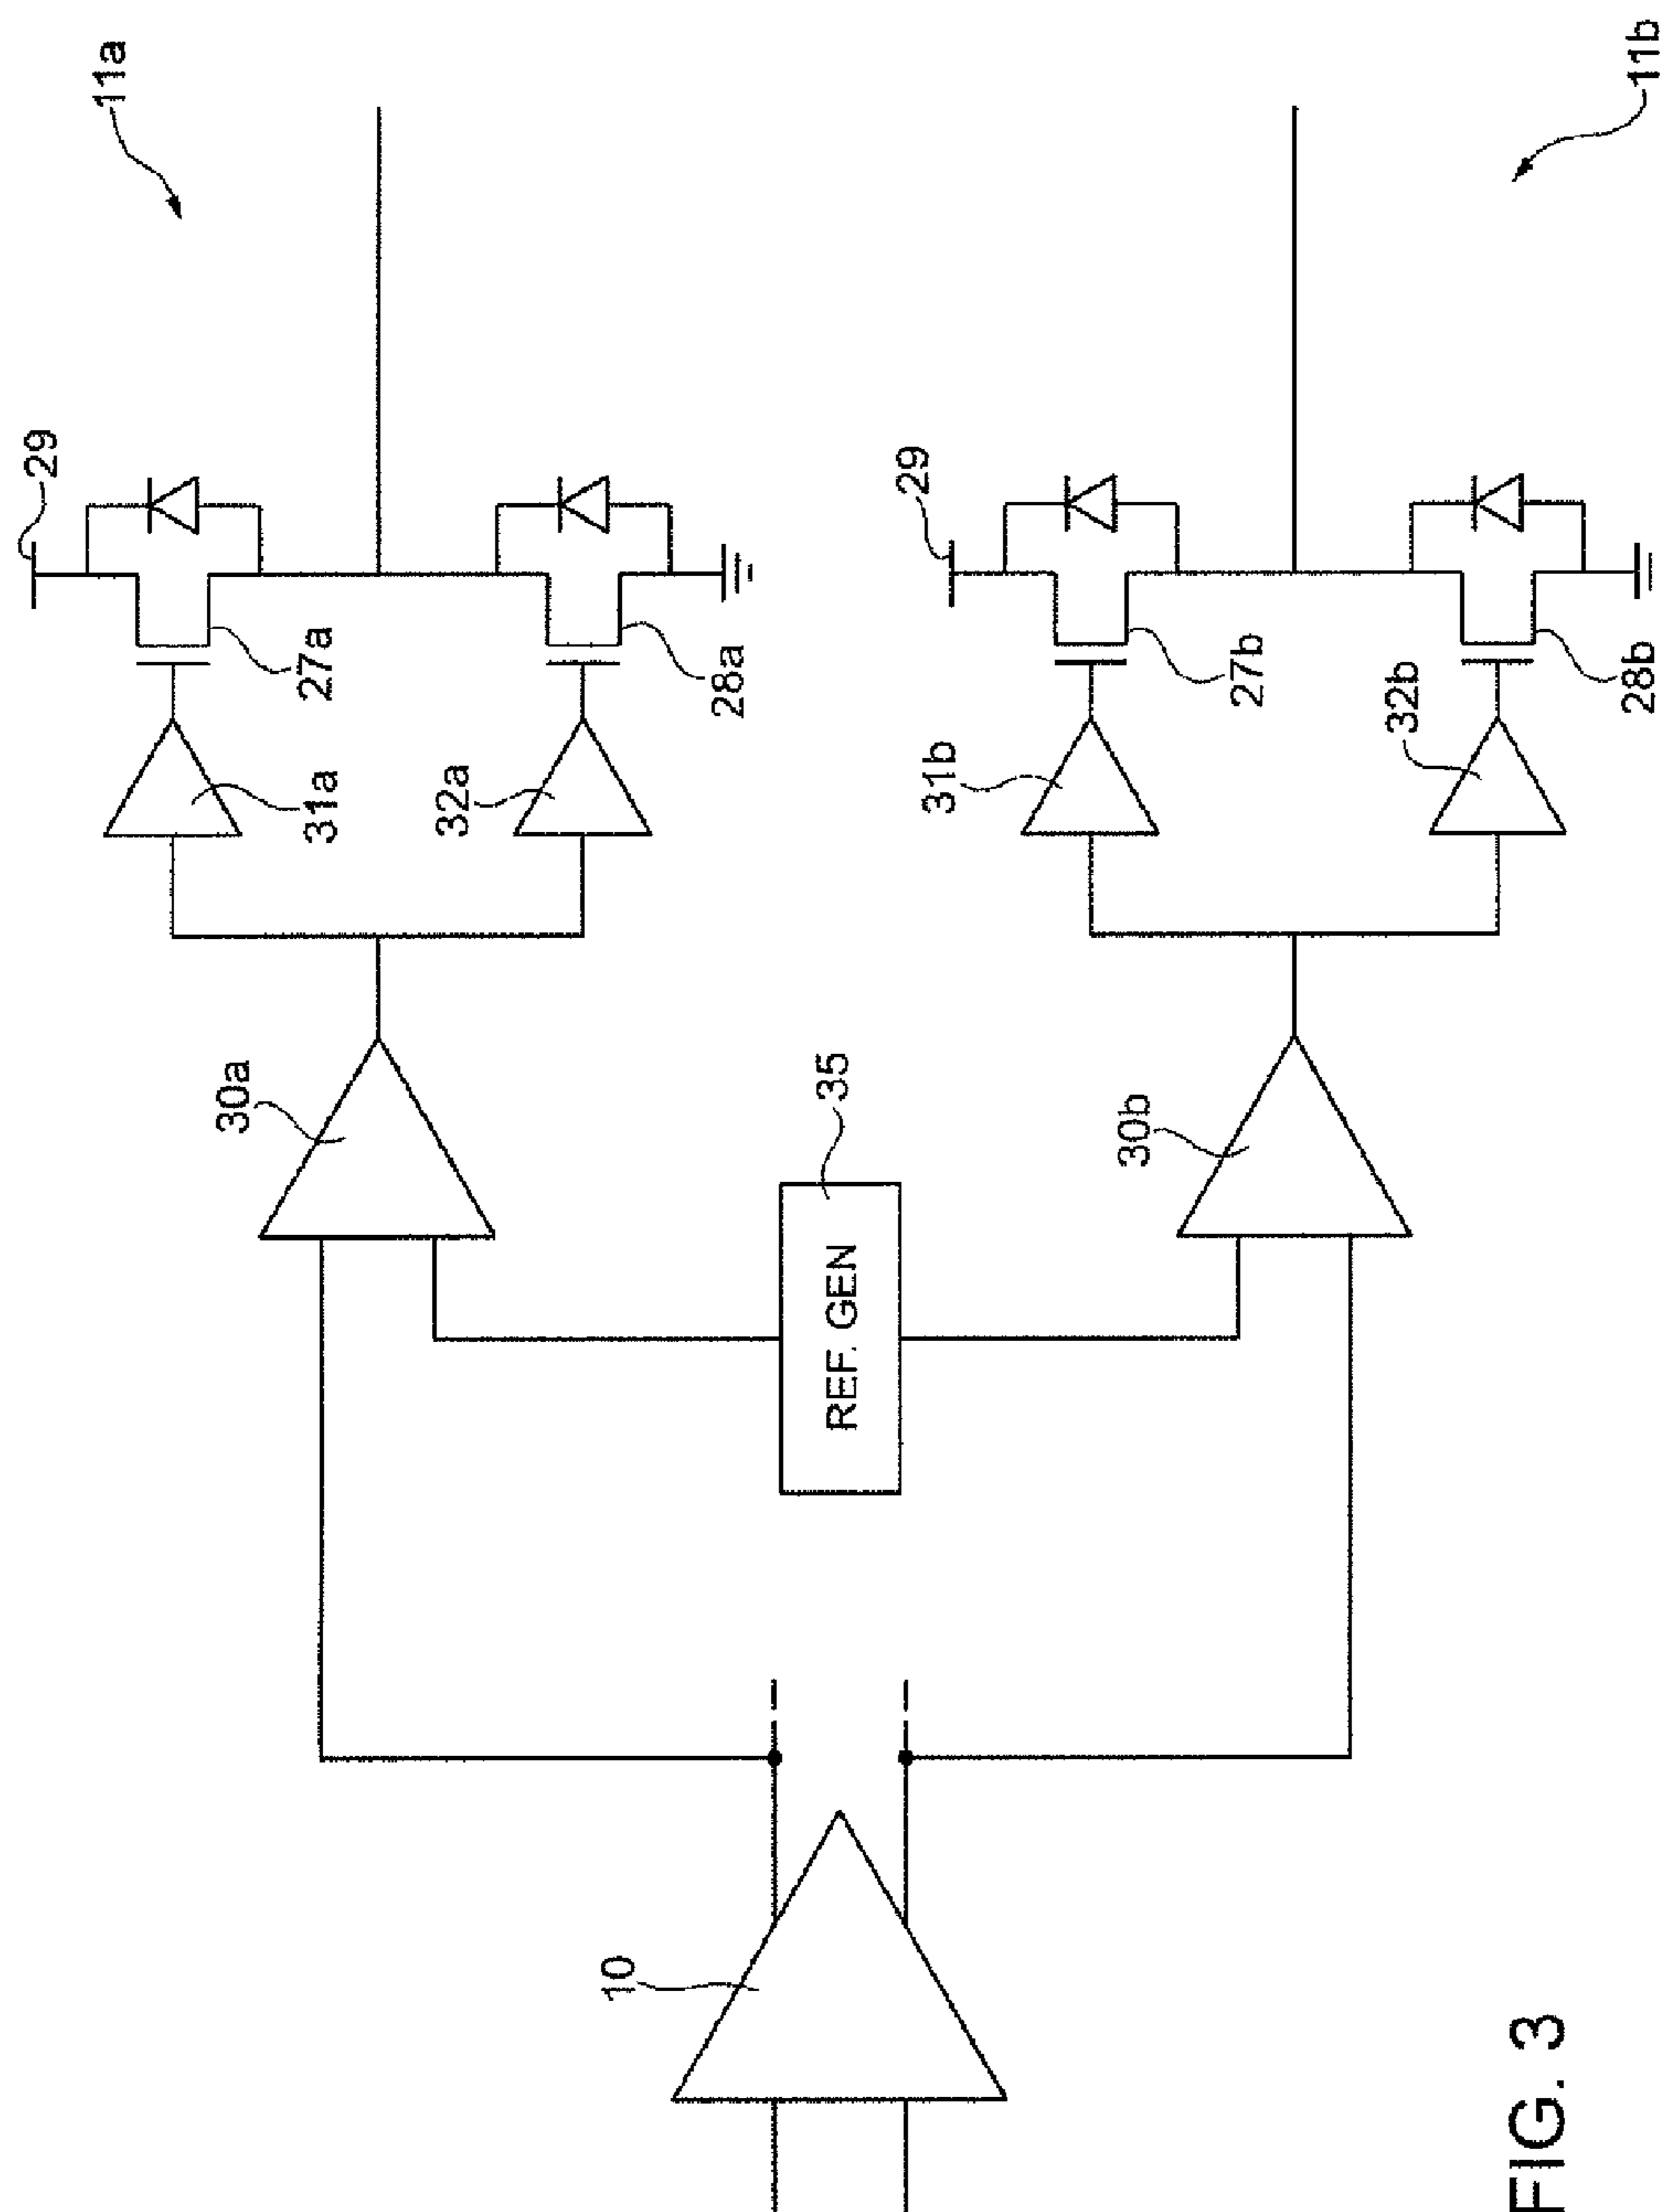 11a
29
27a
31a
28a
32a
30a
35
REF. GEN
10
29
27b
31b
28b
32b
30b
11b
FIG. 3